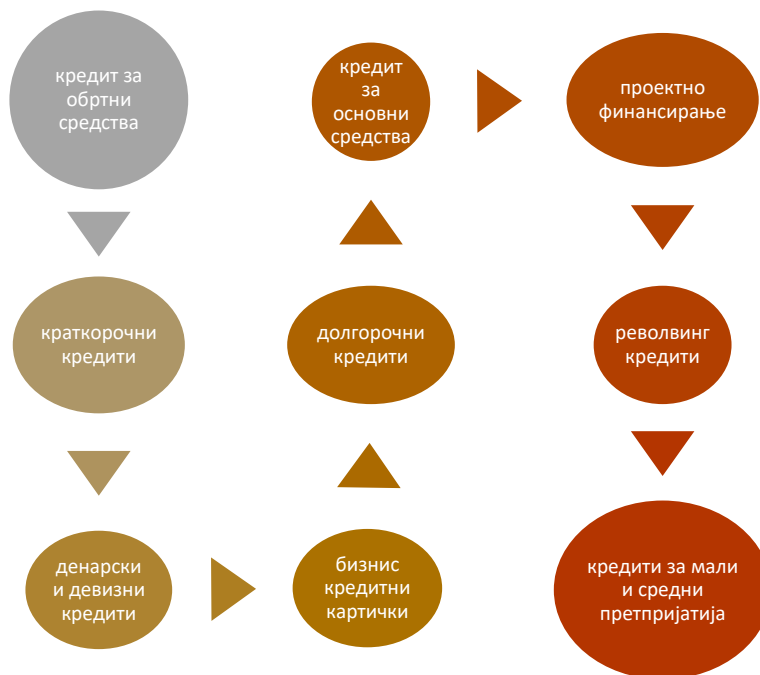 кредит за
обртни
средства
краткорочни
кредити
денарски
и девизни
кредити
бизнис
кредитни
картички
долгорочни
кредити
кредит
за
основни
средства
проектно
финансирање
револвинг
кредити
кредити за мали
и средни
претпријатија